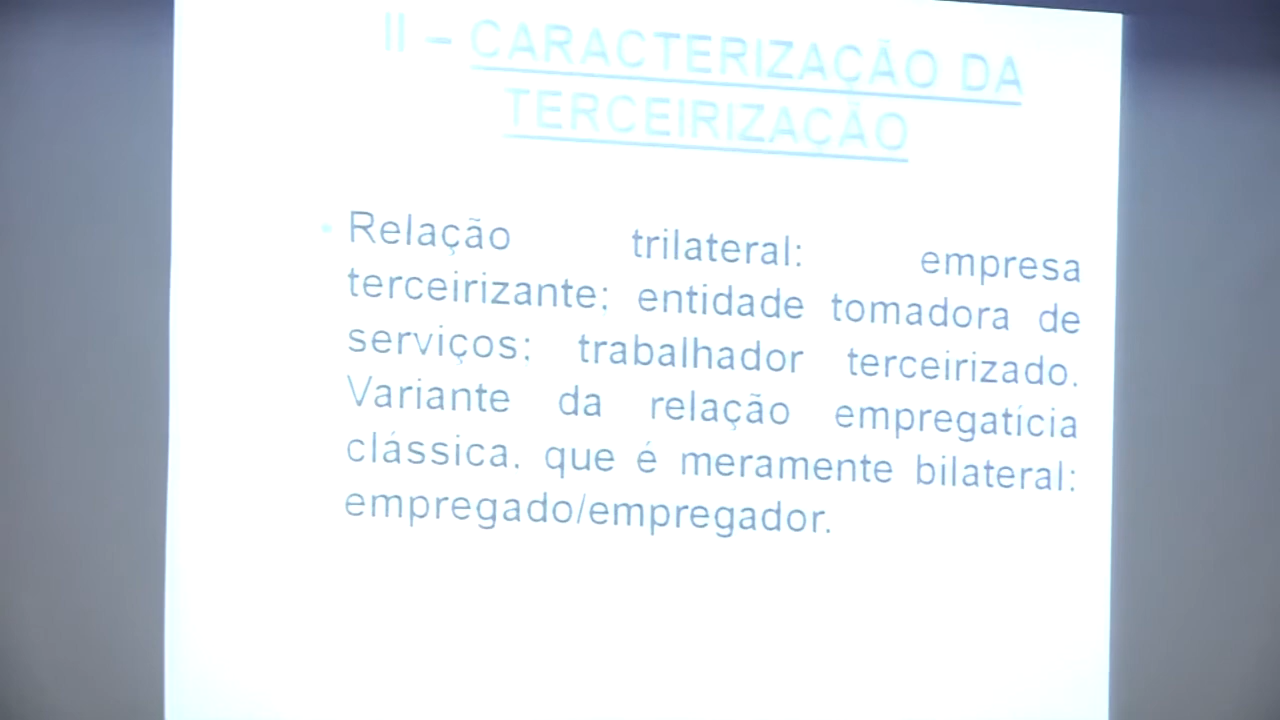 II – CARACTERIZAÇÃO DA
TERCEIRIZAÇÃO
• Relação trilateral: empresa
terceirizante; entidade tomadora de
serviços; trabalhador terceirizado.
Variante da relação empregatícia
clássica, que é meramente bilateral:
empregado/empregador.